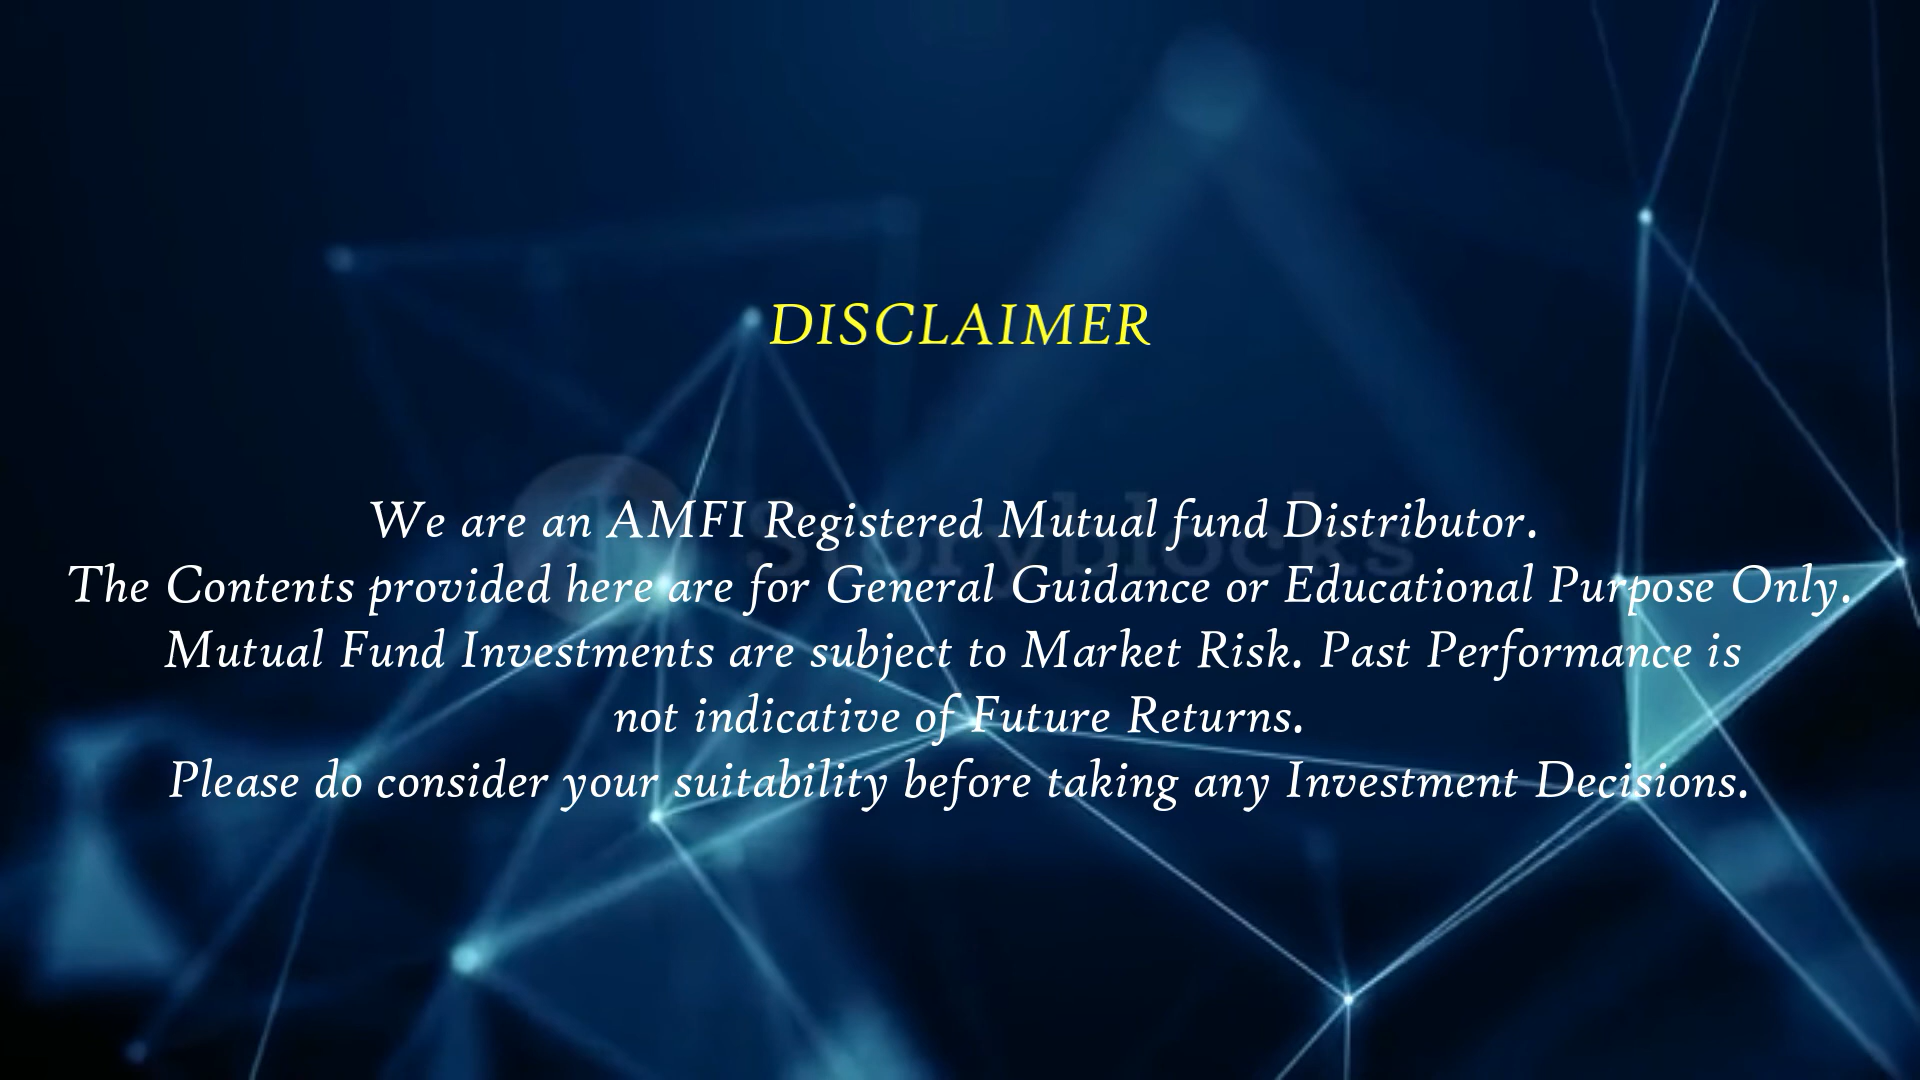 DISCLAIMER
Storyblocks
We are an AMFI Registered Mutual fund Distributor.
The Contents provided here are for General Guidance or Educational Purpose Only.
Mutual Fund Investments are subject to Market Risk. Past Performance is
not indicative of Future Returns.
Please do consider your suitability before taking any Investment Decisions.